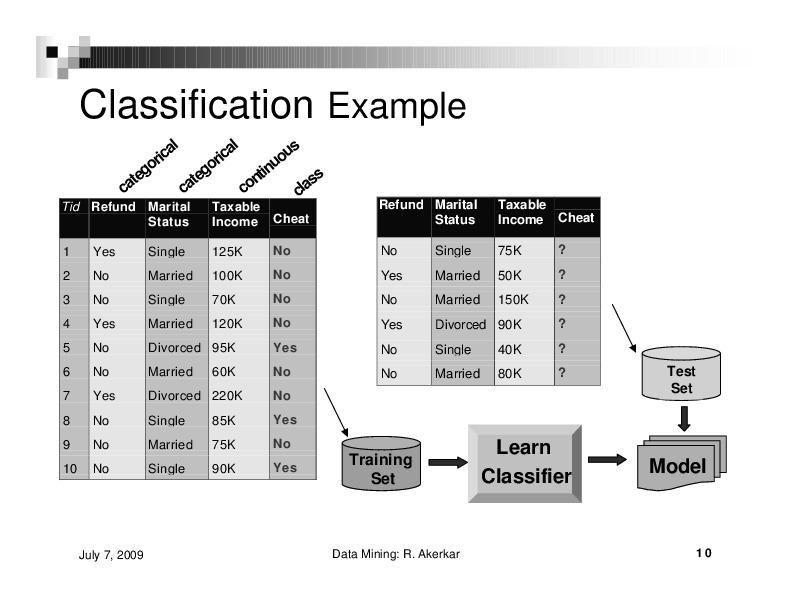 Classification Example
categorical categorical continuous class
Tid Refund Marital Status Taxable Income Cheat
1 Yes Single 125K No
2 No Married 100K No
3 No Single 70K No
4 Yes Married 120K No
5 No Divorced 95K Yes
6 No Married 60K No
7 Yes Divorced 220K No
8 No Single 85K Yes
9 No Married 75K No
10 No Single 90K Yes
Refund Marital Status Taxable Income Cheat
No Single 75K ?
Yes Married 50K ?
No Married 150K ?
Yes Divorced 90K ?
No Single 40K ?
No Married 80K ?
Test
Set
Training
Set
Learn
Classifier
Model
July 7, 2009
Data Mining: R. Akerkar
10